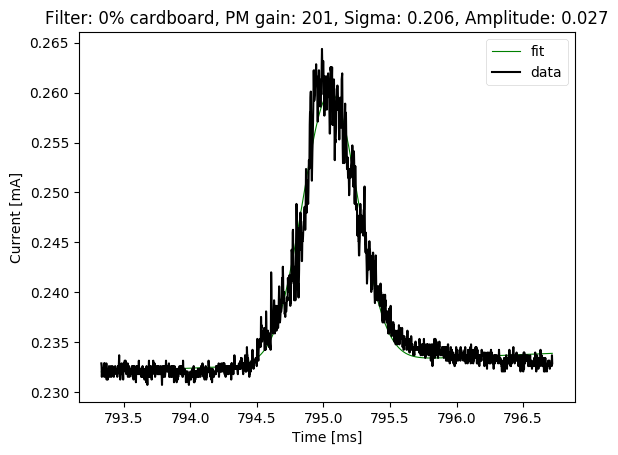 Filter: 0% cardboard, PM gain: 201, Sigma: 0.206, Amplitude: 0.027
fit
data
0.265
0.260
0.255
0.250
0.245
0.240
0.235
0.230
Current [mA]
793.5 794.0 794.5 795.0 795.5 796.0 796.5
Time [ms]